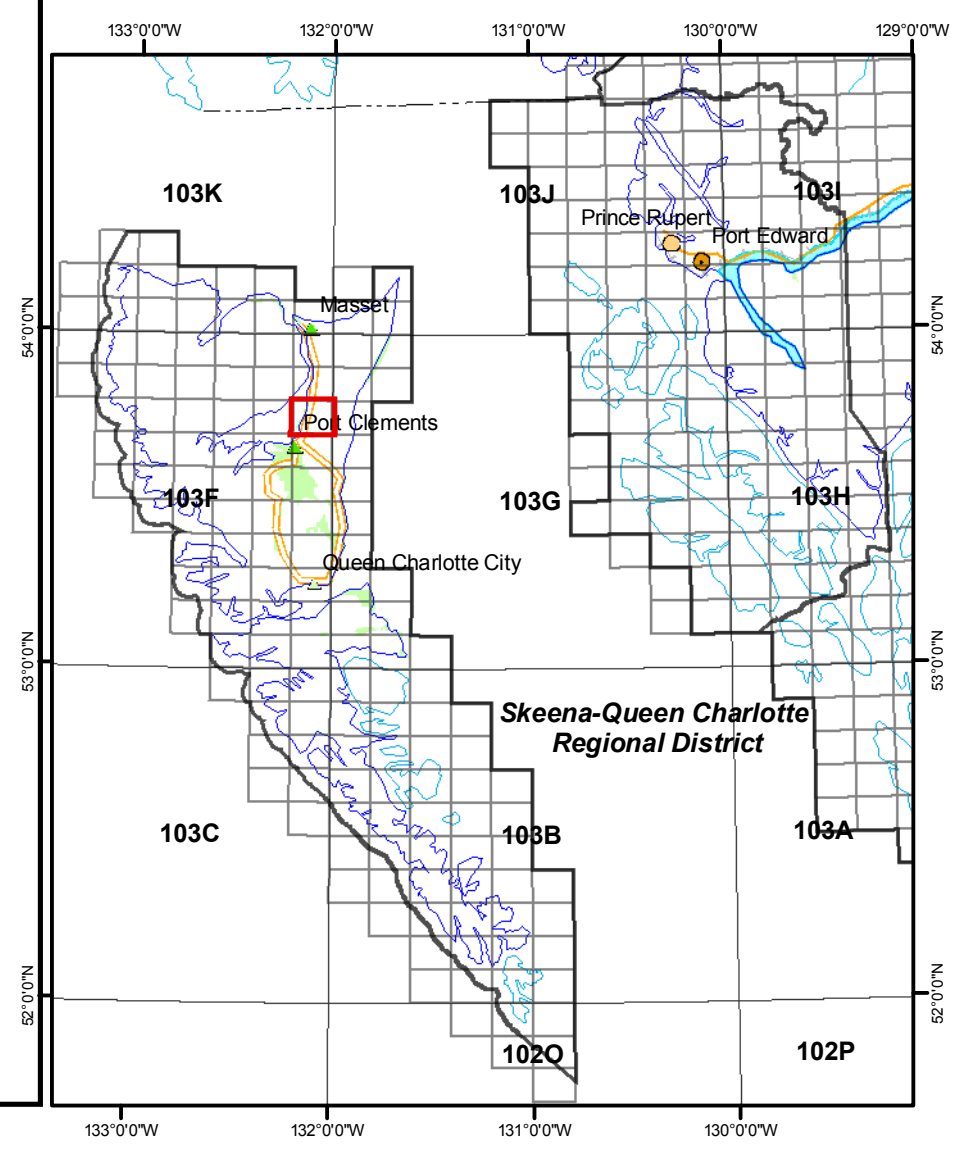 133°0'0"W 132°0'0"W 131°0'0"W 130°0'0"W 129°0'0"W
103K 103J 103I
Prince Rupert
Port Edward
Masset
54°0'0"N 54°0'0"N
Port Clements
103F 103G 103H
Queen Charlotte City
53°0'0"N 53°0'0"N
Skeena-Queen Charlotte
Regional District
103C 103B 103A
52°0'0"N 52°0'0"N
102O 102P
133°0'0"W 132°0'0"W 131°0'0"W 130°0'0"W